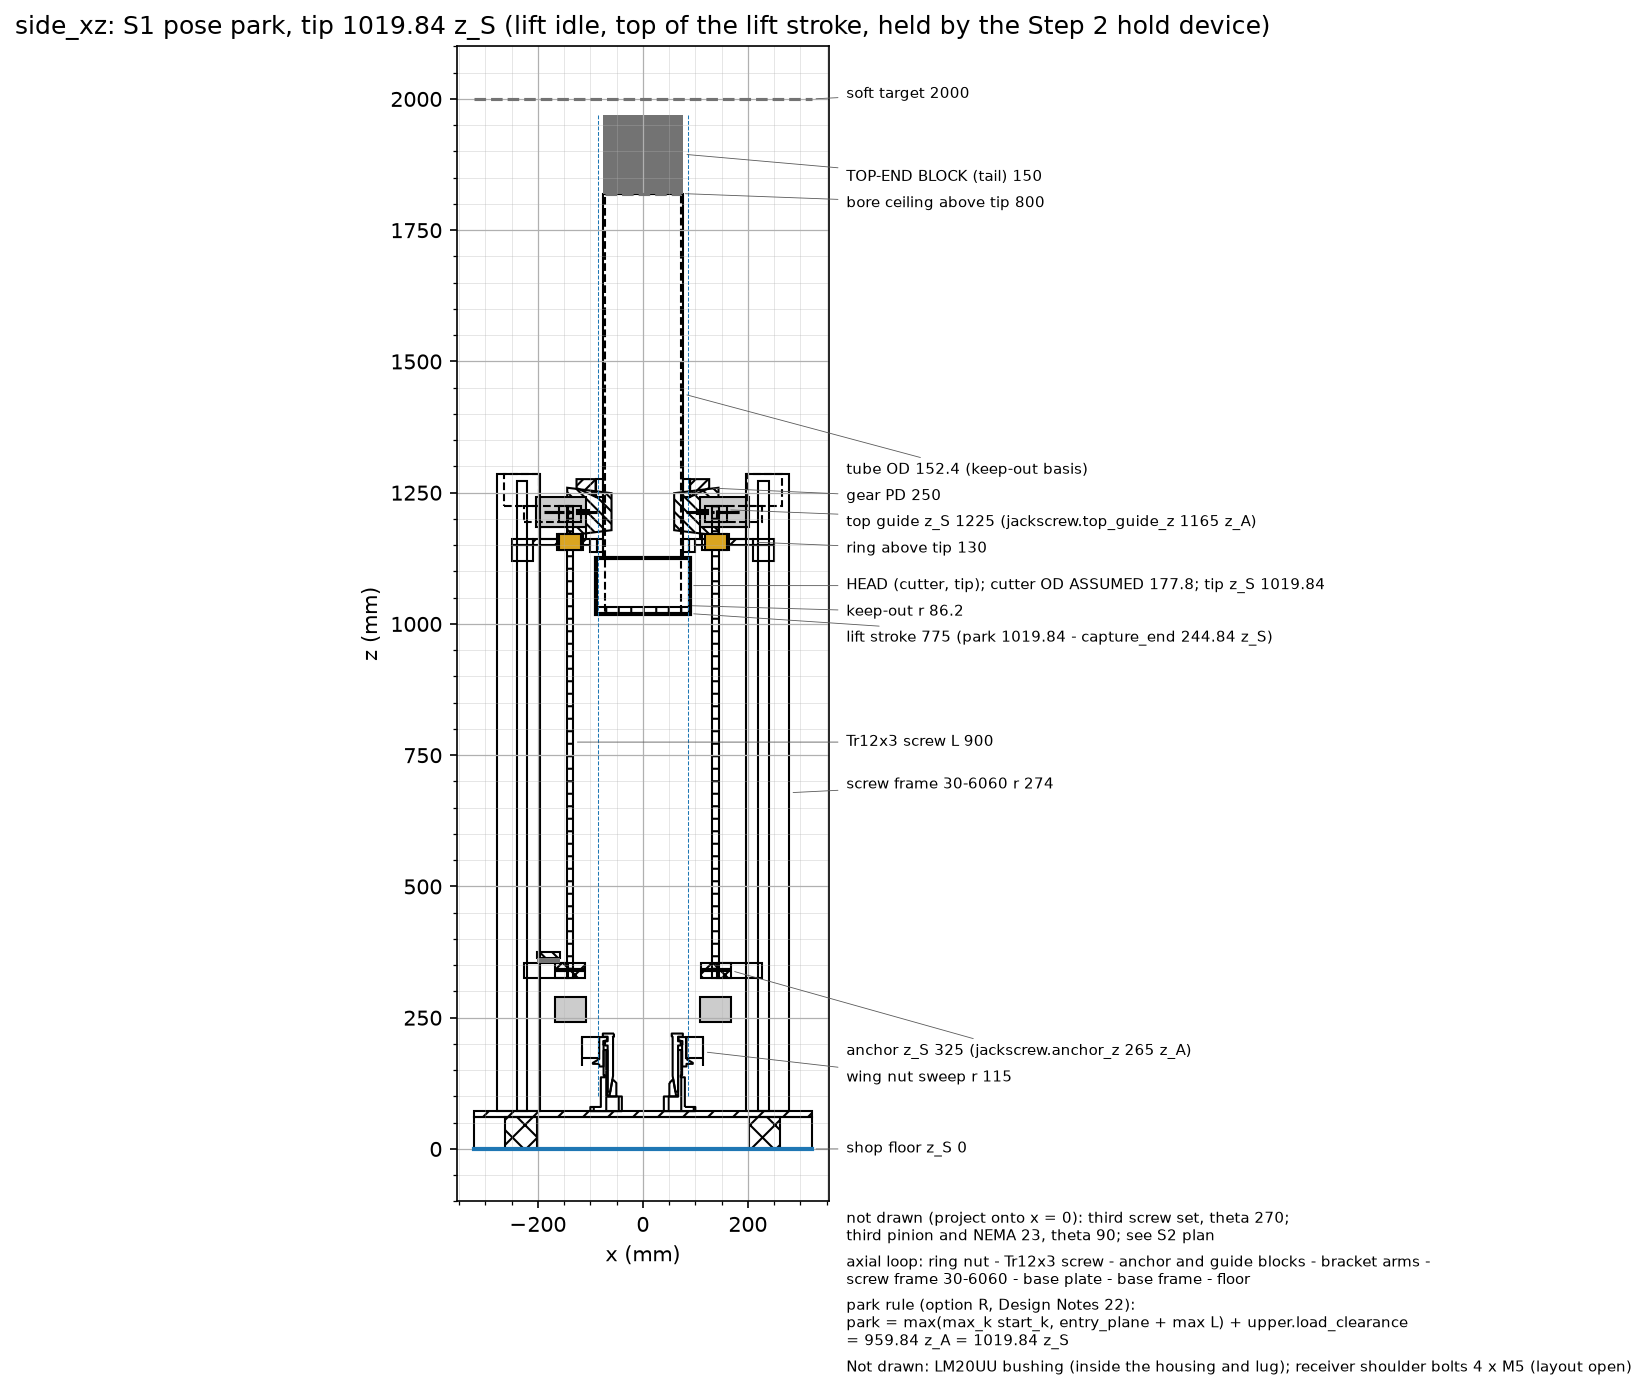 side_xz: S1 pose park, tip 1019.84 z_S (lift idle, top of the lift stroke, held by the Step 2 hold device)
2000
1750
1500
1250
1000
750
500
250
0
z (mm)
−200
0
200
x (mm)
soft target 2000
TOP-END BLOCK (tail) 150
bore ceiling above tip 800
tube OD 152.4 (keep-out basis)
gear PD 250
top guide z_S 1225 (jackscrew.top_guide_z 1165 z_A)
ring above tip 130
HEAD (cutter, tip); cutter OD ASSUMED 177.8; tip z_S 1019.84
keep-out r 86.2
lift stroke 775 (park 1019.84 - capture_end 244.84 z_S)
Tr12x3 screw L 900
screw frame 30-6060 r 274
anchor z_S 325 (jackscrew.anchor_z 265 z_A)
wing nut sweep r 115
shop floor z_S 0
not drawn (project onto x = 0): third screw set, theta 270;
third pinion and NEMA 23, theta 90; see S2 plan
axial loop: ring nut - Tr12x3 screw - anchor and guide blocks - bracket arms -
screw frame 30-6060 - base plate - base frame - floor
park rule (option R, Design Notes 22):
park = max(max_k start_k, entry_plane + max L) + upper.load_clearance
= 959.84 z_A = 1019.84 z_S
Not drawn: LM20UU bushing (inside the housing and lug); receiver shoulder bolts 4 x M5 (layout open)